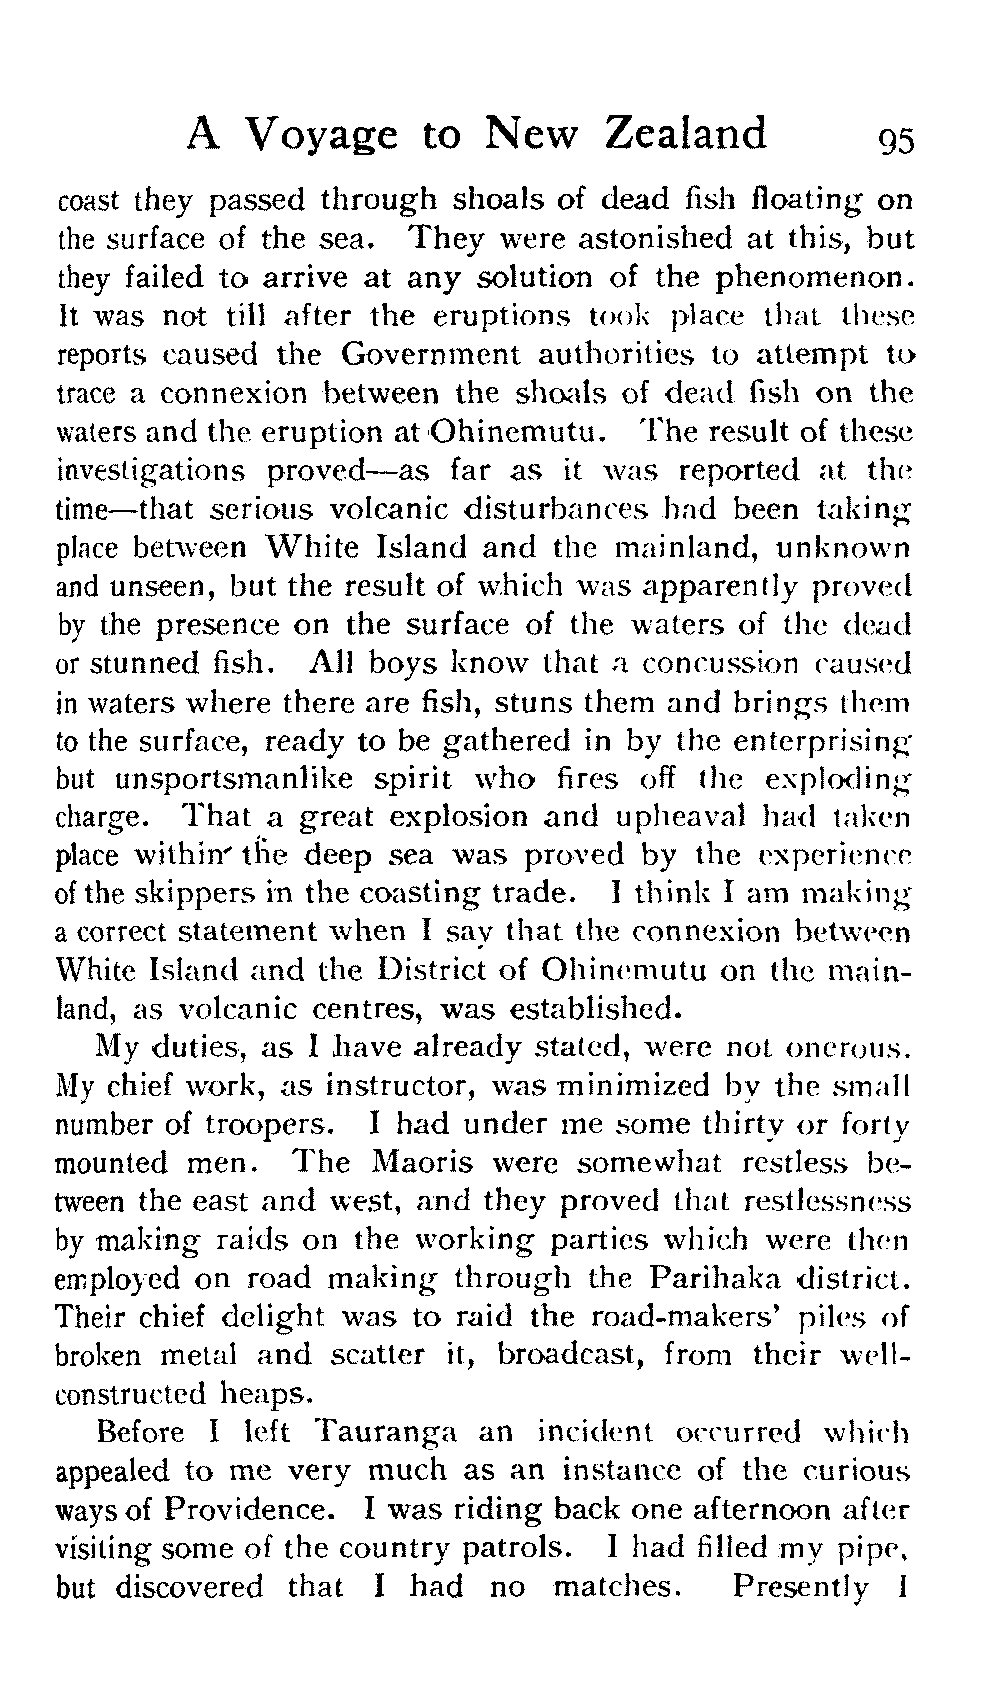 A Voyage to New Zealand 95
coast they passed through shoals of dead fish floating on
the surface of the sea. They were astonished at this, but
they failed to arrive at any solution of the phenomenon.
It was not till after the eruptions took place that these
reports caused the Government authorities to attempt to
trace a connexion between the shoals of dead fish on the
waters and the eruption at Ohinemutu. The result of these
investigations proved—as far as it was reported at the
time—that serious volcanic disturbances had been taking
place between White Island and the mainland, unknown
and unseen, but the result of which was apparently proved
by the presence on the surface of the waters of the dead
or stunned fish. All boys know that a concussion caused
in waters where there are fish, stuns them and brings them
to the surface, ready to be gathered in by the enterprising
but unsportsmanlike spirit who fires off the exploding
charge. That a great explosion and upheaval had taken
place within the deep sea was proved by the experience
of the skippers in the coasting trade. I think I am making
a correct statement when I say that the connexion between
White Island and the District of Ohinemutu on the main-
land, as volcanic centres, was established.
My duties, as I have already stated, were not onerous.
My chief work, as instructor, was minimized by the small
number of troopers. I had under me some thirty or forty
mounted men. The Maoris were somewhat restless be-
tween the east and west, and they proved that restlessness
by making raids on the working parties which were then
employed on road making through the Parihaka district.
Their chief delight was to raid the road-makers' piles of
broken metal and scatter it, broadcast, from their well-
constructed heaps.
Before I left Tauranga an incident occurred which
appealed to me very much as an instance of the curious
ways of Providence. I was riding back one afternoon after
visiting some of the country patrols. I had filled my pipe,
but discovered that I had no matches. Presently I